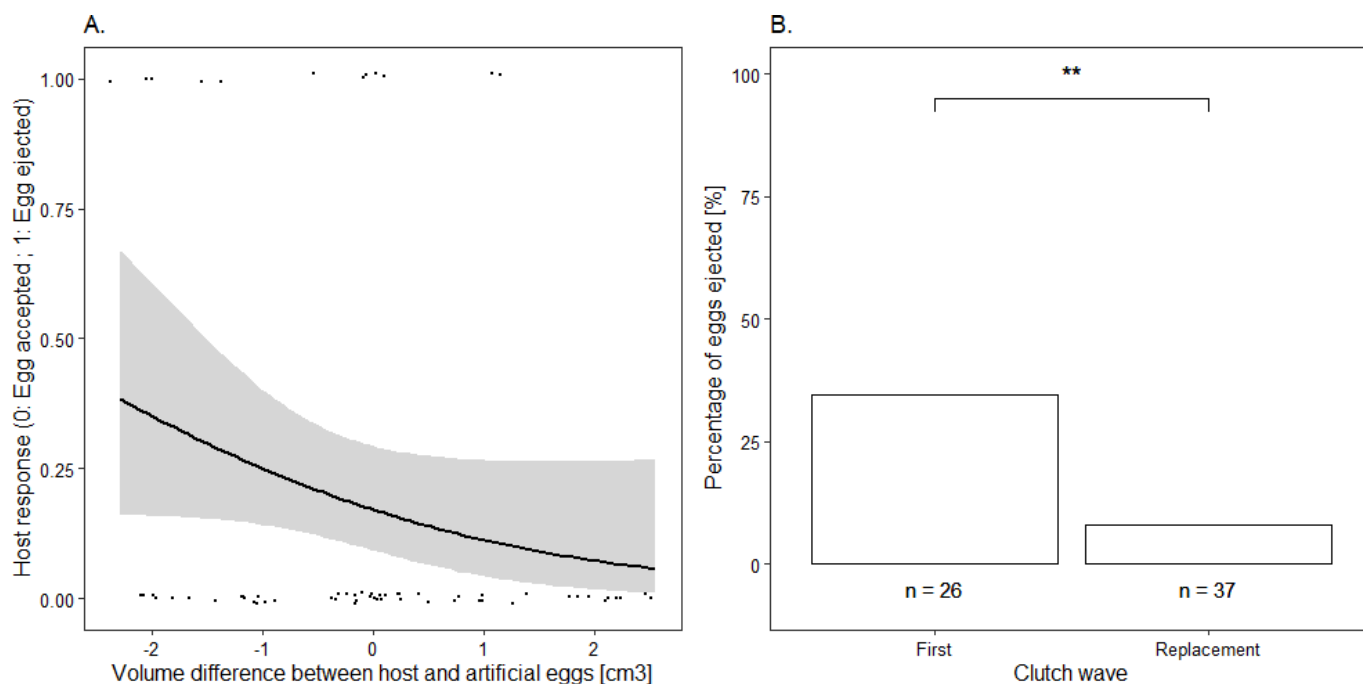 A.
Host response (0: Egg accepted ; 1: Egg ejected)
1.00
0.75
0.50
0.25
0.00
-2 -1 0 1 2
Volume difference between host and artificial eggs [cm3]
B.
Percentage of eggs ejected [%]
100
75
50
25
0
**
n = 26 n = 37
First Replacement
Clutch wave